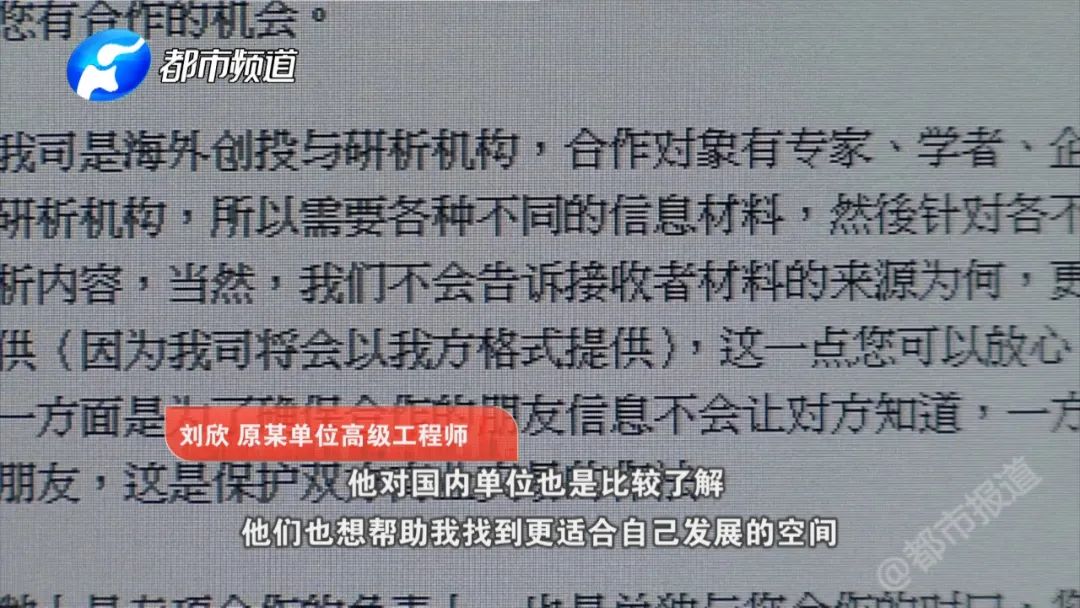 您有合作的机会。
都市频道
我司是海外创投与研析机构，合作对象有专家、学者、企
研析机构，所以需要各种不同的信息材料，然後针对各不
析内容，当然，我们不会告诉接收者材料的来源为何，更
供（因为我司将会以我方格式提供），这一点您可以放心
一方面是为了确保合作的朋友信息不会让对方知道，一方
刘欣 原某单位高级工程师
朋友，这是保护双方
他对国内单位也是比较了解
他们也想帮助我找到更适合自己发展的空间
@都市报道